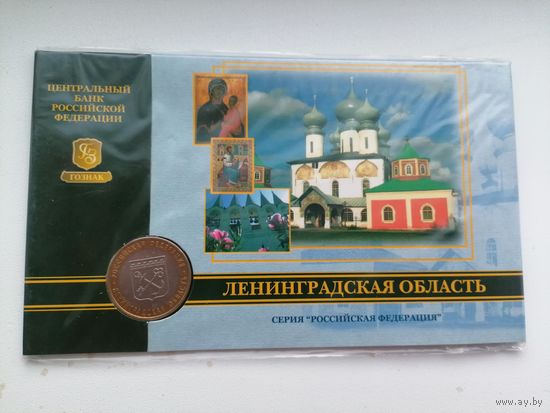 ЦЕНТРАЛЬНЫЙ
БАНК
РОССИЙСКОЙ
ФЕДЕРАЦИИ
ГОЗНАК
ЛЕНИНГРАДСКАЯ ОБЛАСТЬ
СЕРИЯ "РОССИЙСКАЯ ФЕДЕРАЦИЯ"
www.ay.by